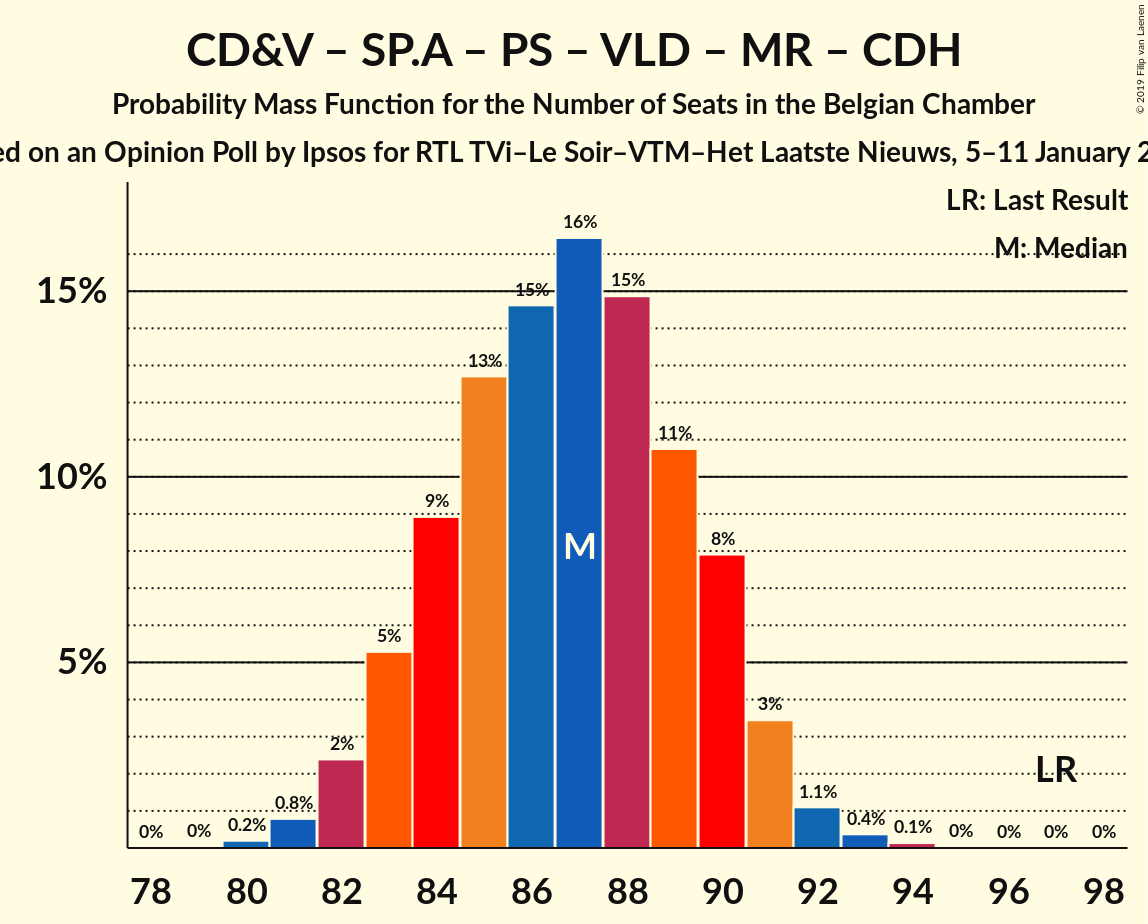 CD&V – SP.A – PS – VLD – MR – CDH
Probability Mass Function for the Number of Seats in the Belgian Chamber
on an Opinion Poll by Ipsos for RTL TVi–Le Soir–VTM–Het Laatste Nieuws, 5–11 January
© 2019 Filip van Laenen
LR: Last Result
M: Median
15%
10%
5%
0%
0%
0.2%
0.8%
2%
5%
9%
13%
15%
16%
15%
11%
8%
3%
1.1%
0.4%
0.1%
0%
0%
0%
0%
M
LR
78 80 82 84 86 88 90 92 94 96 98